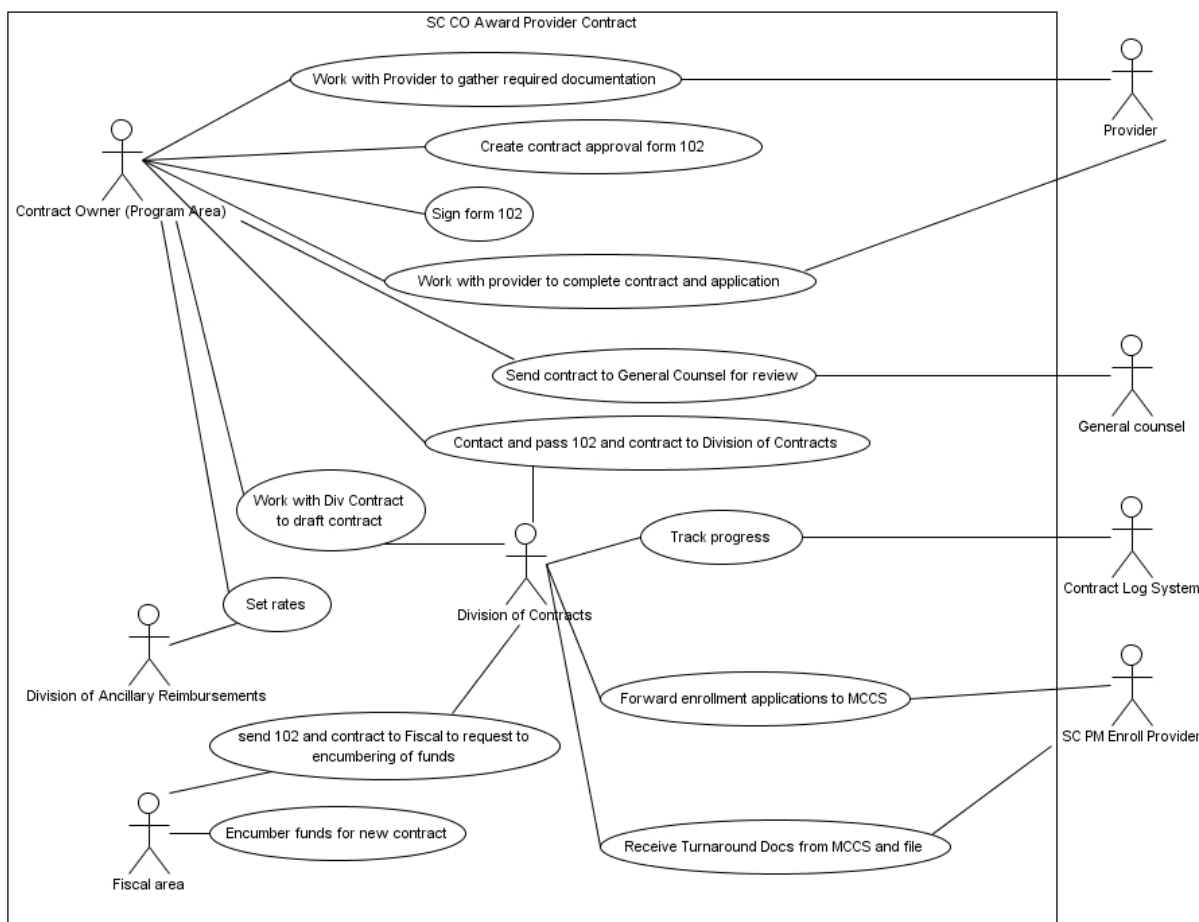 SC CO Award Provider Contract
Work with Provider to gather required documentation
Provider
Create contract approval form 102
Contract Owner (Program Area)
Sign form 102
Work with provider to complete contract and application
Send contract to General Counsel for review
General counsel
Contact and pass 102 and contract to Division of Contracts
Work with Div Contract
to draft contract
Track progress
Contract Log System
Division of Contracts
Set rates
Division of Ancillary Reimbursements
Forward enrollment applications to MCCS
SC PM Enroll Provider
send 102 and contract to Fiscal to request to
encumbering of funds
Encumber funds for new contract
Receive Turnaround Docs from MCCS and file
Fiscal area